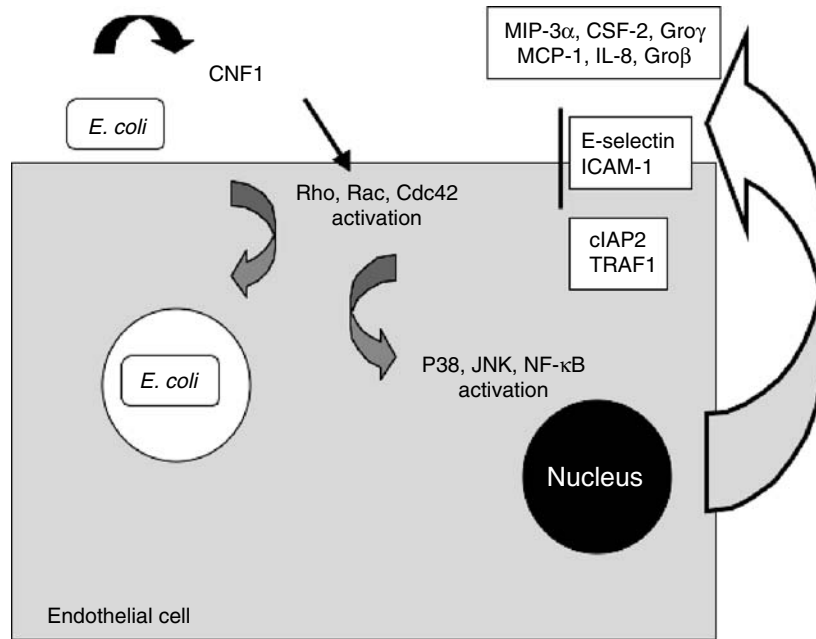 MIP-3α, CSF-2, Groγ
MCP-1, IL-8, Groβ
CNF1
E. coli
E-selectin
ICAM-1
Rho, Rac, Cdc42
activation
cIAP2
TRAF1
P38, JNK, NF-κB
activation
E. coli
Nucleus
Endothelial cell